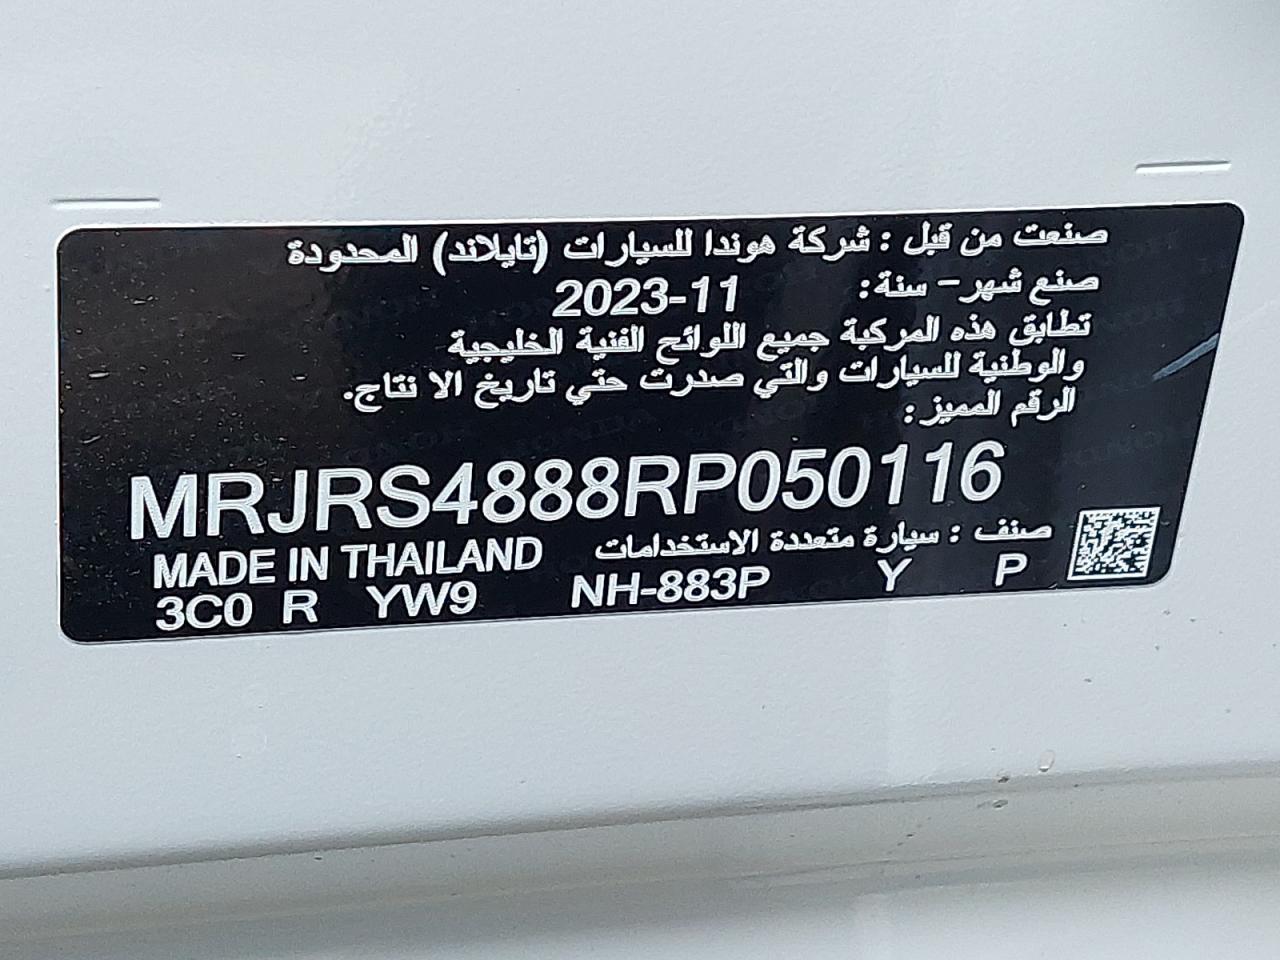 صنعت من قبل : شركة هوندا للسيارات (تايلاند) المحدودة
صنع شهر- سنة: 2023-11
تطابق هذه المركبة جميع اللوائح الفنية الخليجية
والوطنية للسيارات والتي صدرت حتي تاريخ الا نتاج.
الرقم المميز:
MRJRS4888RP050116
صنف : سيارة متعددة الاستخدامات
MADE IN THAILAND
3C0 R YW9 NH-883P Y P